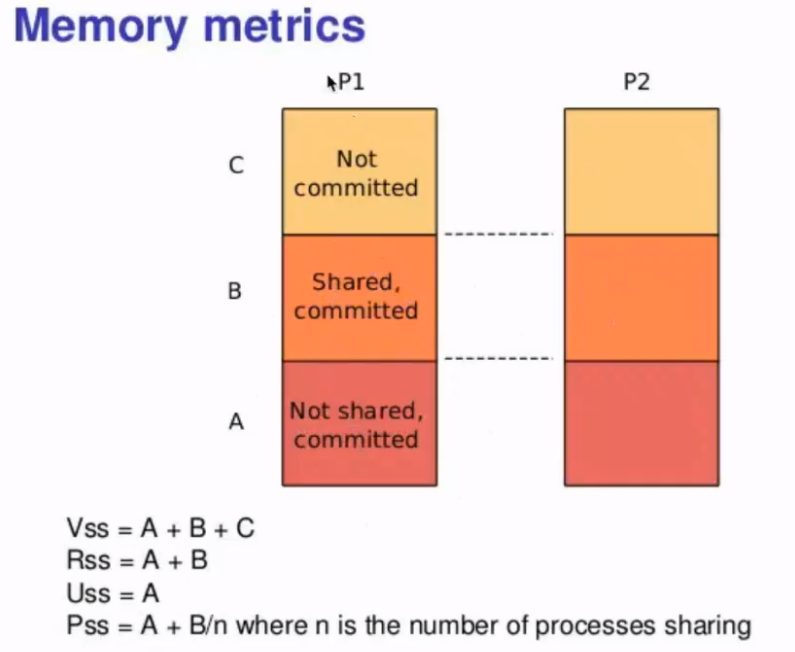 Memory metrics
P1
P2
C
Not
committed
B
Shared,
committed
A
Not shared,
committed
Vss = A + B + C
Rss = A + B
Uss = A
Pss = A + B/n where n is the number of processes sharing